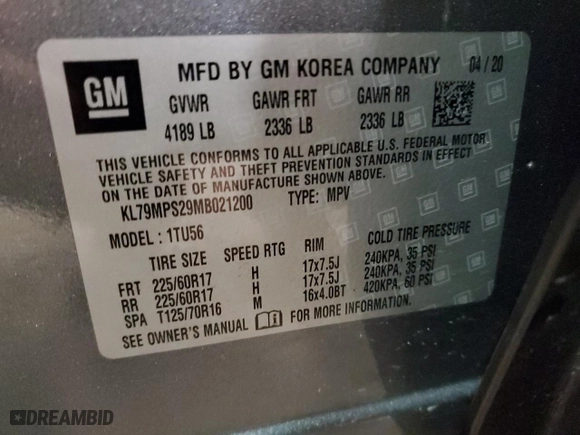 GM
MFD BY GM KOREA COMPANY 04/20
GVWR GAWR FRT GAWR RR
4189 LB 2336 LB 2336 LB
THIS VEHICLE CONFORMS TO ALL APPLICABLE U.S. FEDERAL MOTOR
VEHICLE SAFETY AND THEFT PREVENTION STANDARDS IN EFFECT
ON THE DATE OF MANUFACTURE SHOWN ABOVE.
KL79MPS29MB021200 TYPE: MPV
MODEL: 1TU56
TIRE SIZE SPEED RTG RIM COLD TIRE PRESSURE
FRT 225/60R17 H 17x7.5J 240KPA, 35 PSI
RR 225/60R17 H 17x7.5J 240KPA, 35 PSI
SPA T125/70R16 M 16x4.0BT 420KPA, 60 PSI
SEE OWNER'S MANUAL FOR MORE INFORMATION.
DREAMBID